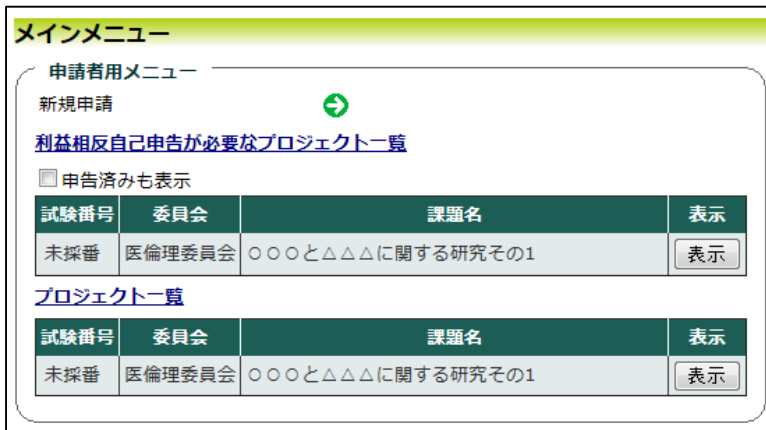 メインメニュー
申請者用メニュー
新規申請
利益相反自己申告が必要なプロジェクト一覧
申告済みも表示
試験番号 委員会 課題名 表示
未採番 医倫理委員会 ○○○と△△△に関する研究その1 表示
プロジェクト一覧
試験番号 委員会 課題名 表示
未採番 医倫理委員会 ○○○と△△△に関する研究その1 表示